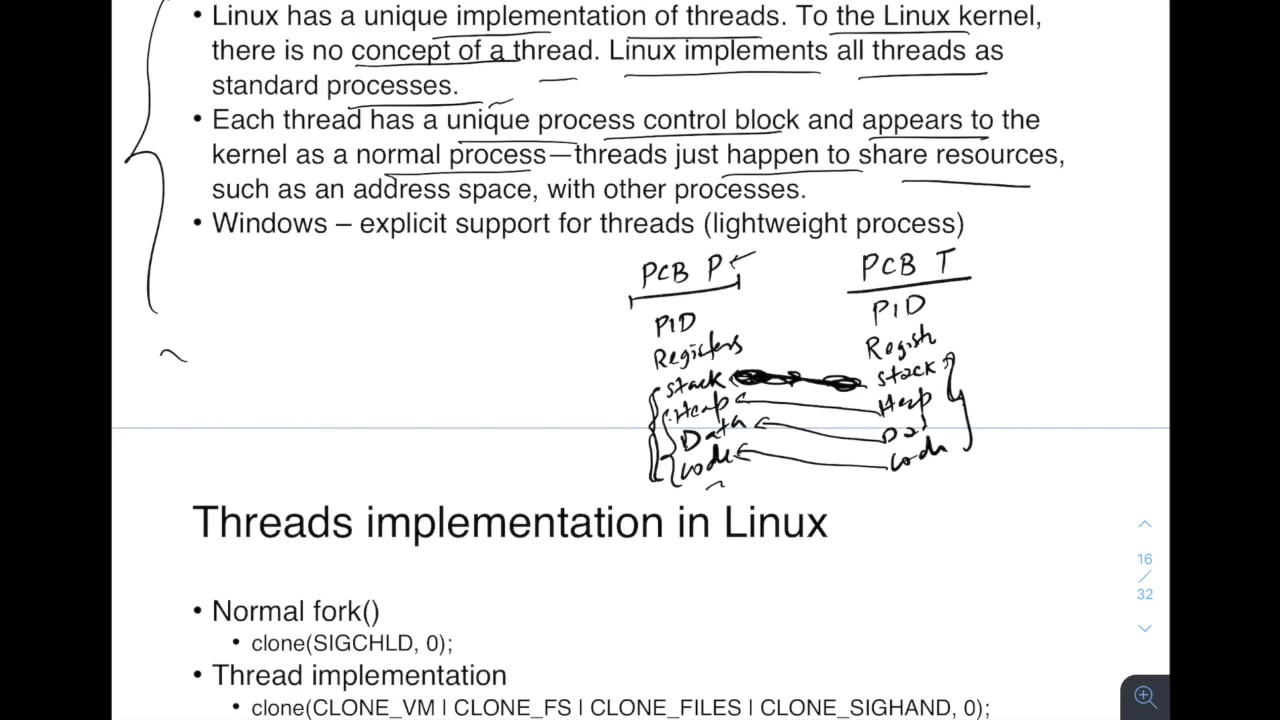 • Linux has a unique implementation of threads. To the Linux kernel,
there is no concept of a thread. Linux implements all threads as
standard processes.
• Each thread has a unique process control block and appears to the
kernel as a normal process—threads just happen to share resources,
such as an address space, with other processes.
• Windows – explicit support for threads (lightweight process)
PCB P PCB T
PID PID
Registers Regish
Stack Stack
Heap Heap
Data Dat
Code Code
Threads implementation in Linux
16
/
32
• Normal fork()
• clone(SIGCHLD, 0);
• Thread implementation
• clone(CLONE_VM | CLONE_FS | CLONE_FILES | CLONE_SIGHAND, 0);